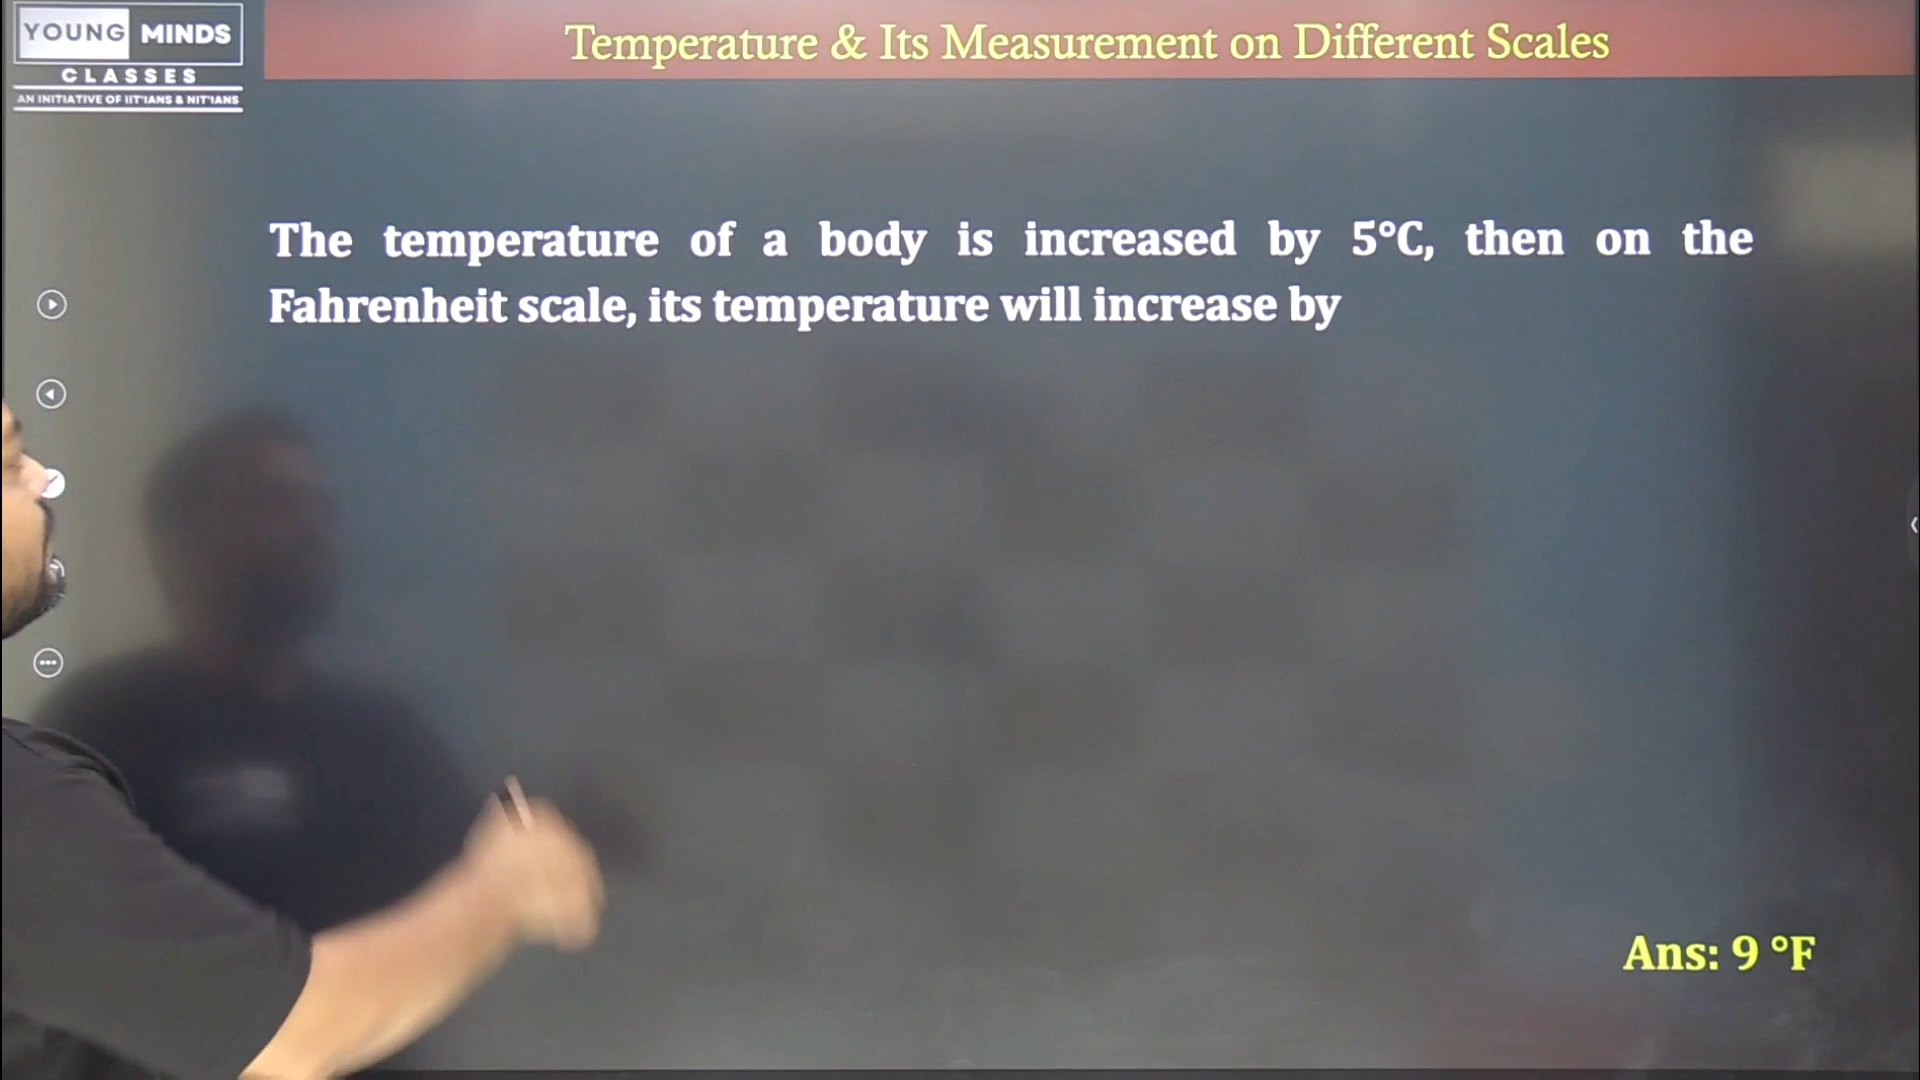 YOUNG MINDS
CLASSES
AN INITIATIVE OF IIT'IANS & NIT'IANS
Temperature & Its Measurement on Different Scales
The temperature of a body is increased by 5°C, then on the
Fahrenheit scale, its temperature will increase by
Ans: 9 °F